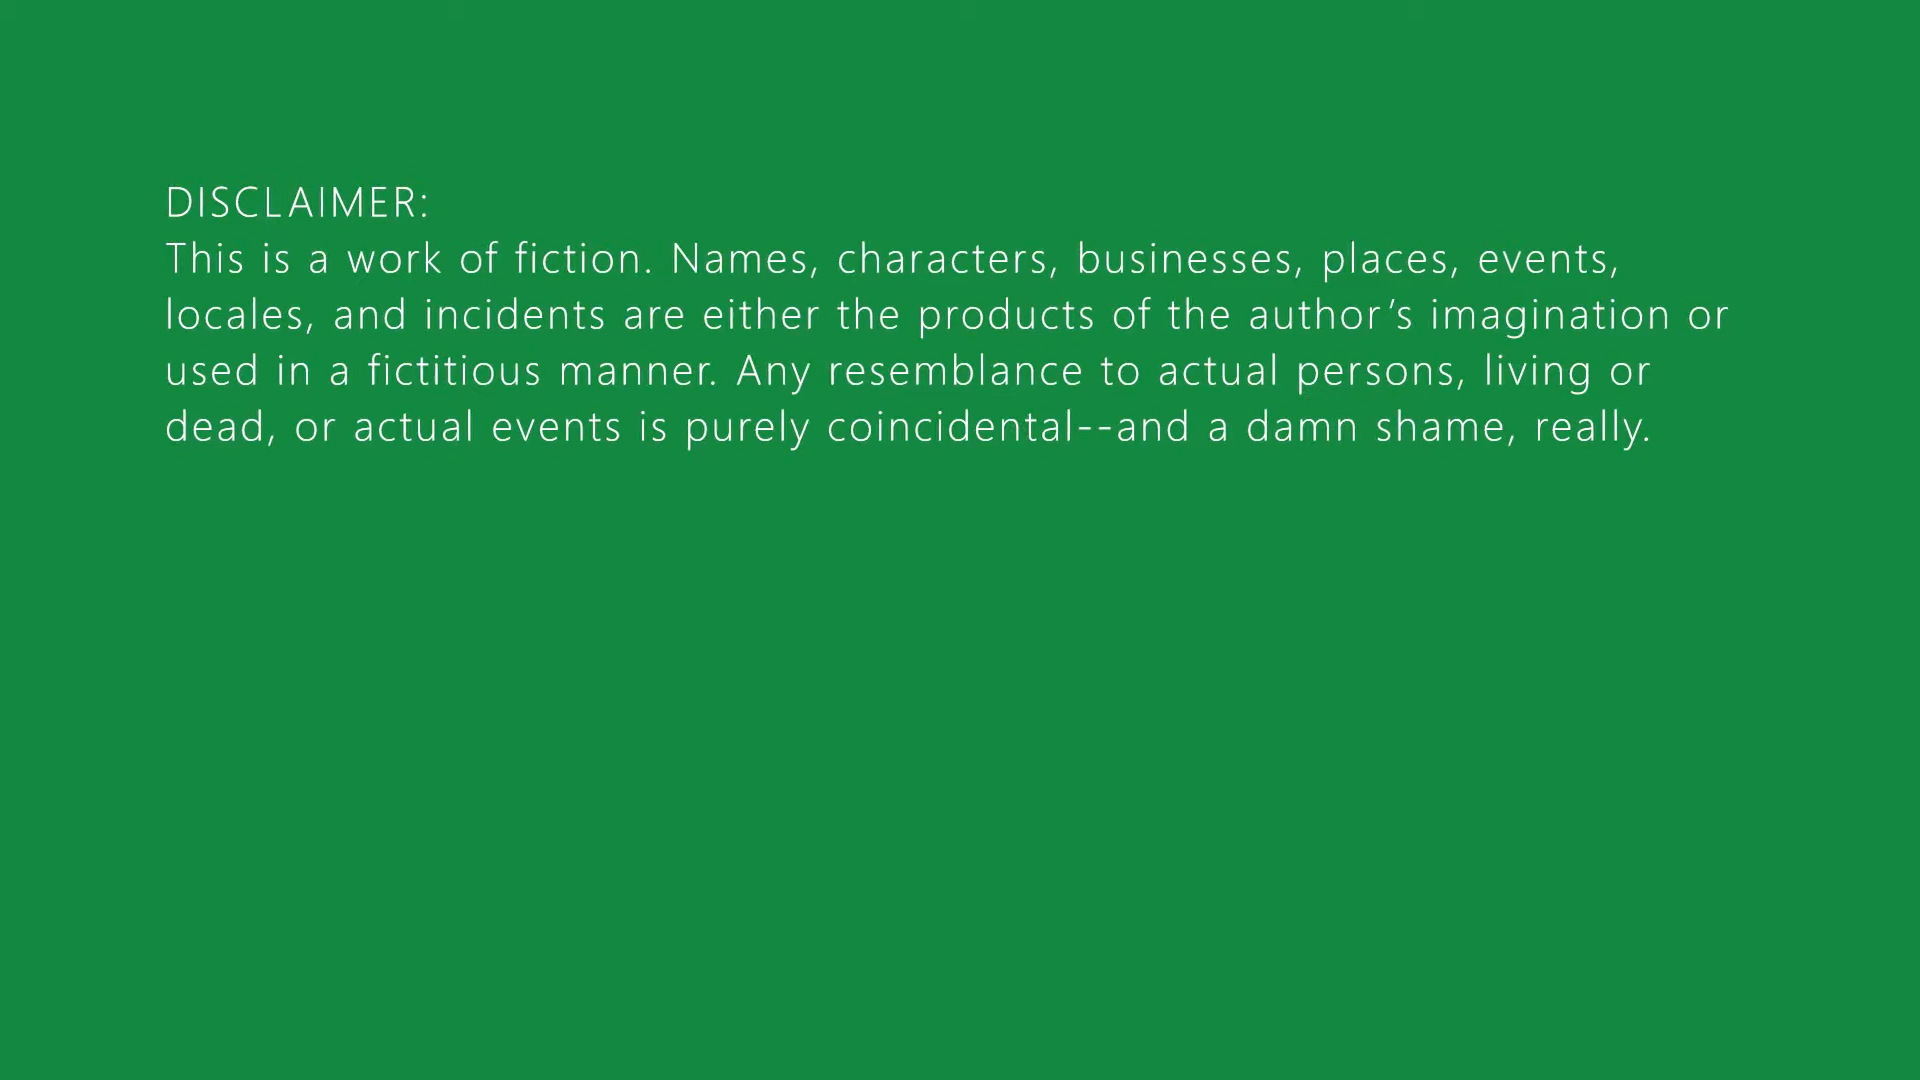 DISCLAIMER:
This is a work of fiction. Names, characters, businesses, places, events,
locales, and incidents are either the products of the author’s imagination or
used in a fictitious manner. Any resemblance to actual persons, living or
dead, or actual events is purely coincidental--and a damn shame, really.